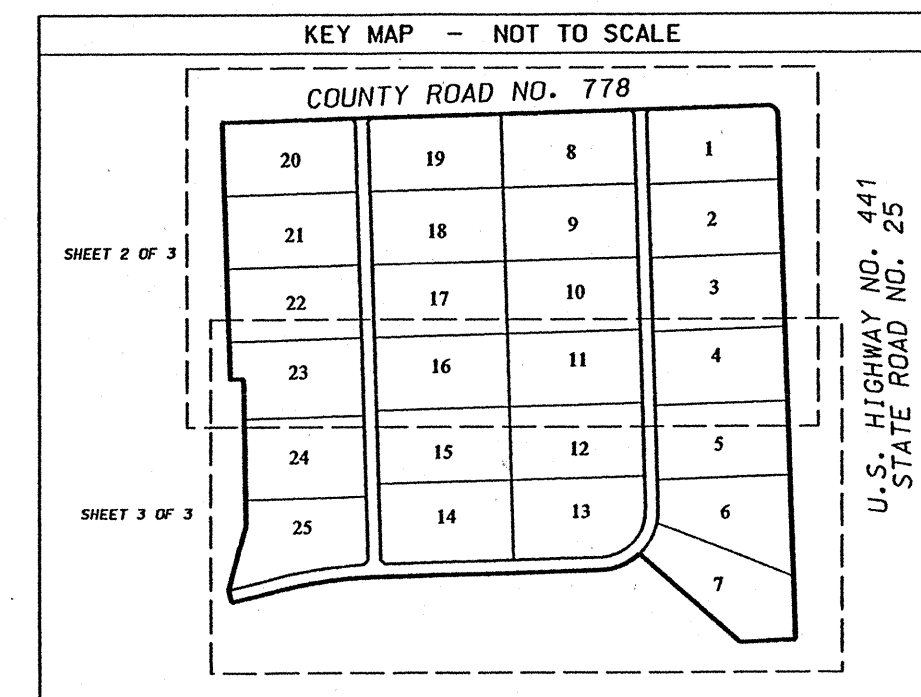 KEY MAP - NOT TO SCALE
COUNTY ROAD NO. 778
20 19 8 1
21 18 9 2
SHEET 2 OF 3
22 17 10 3
23 16 11 4
24 15 12 5
SHEET 3 OF 3
25 14 13 6
7
U.S. HIGHWAY NO. 441
STATE ROAD NO. 25